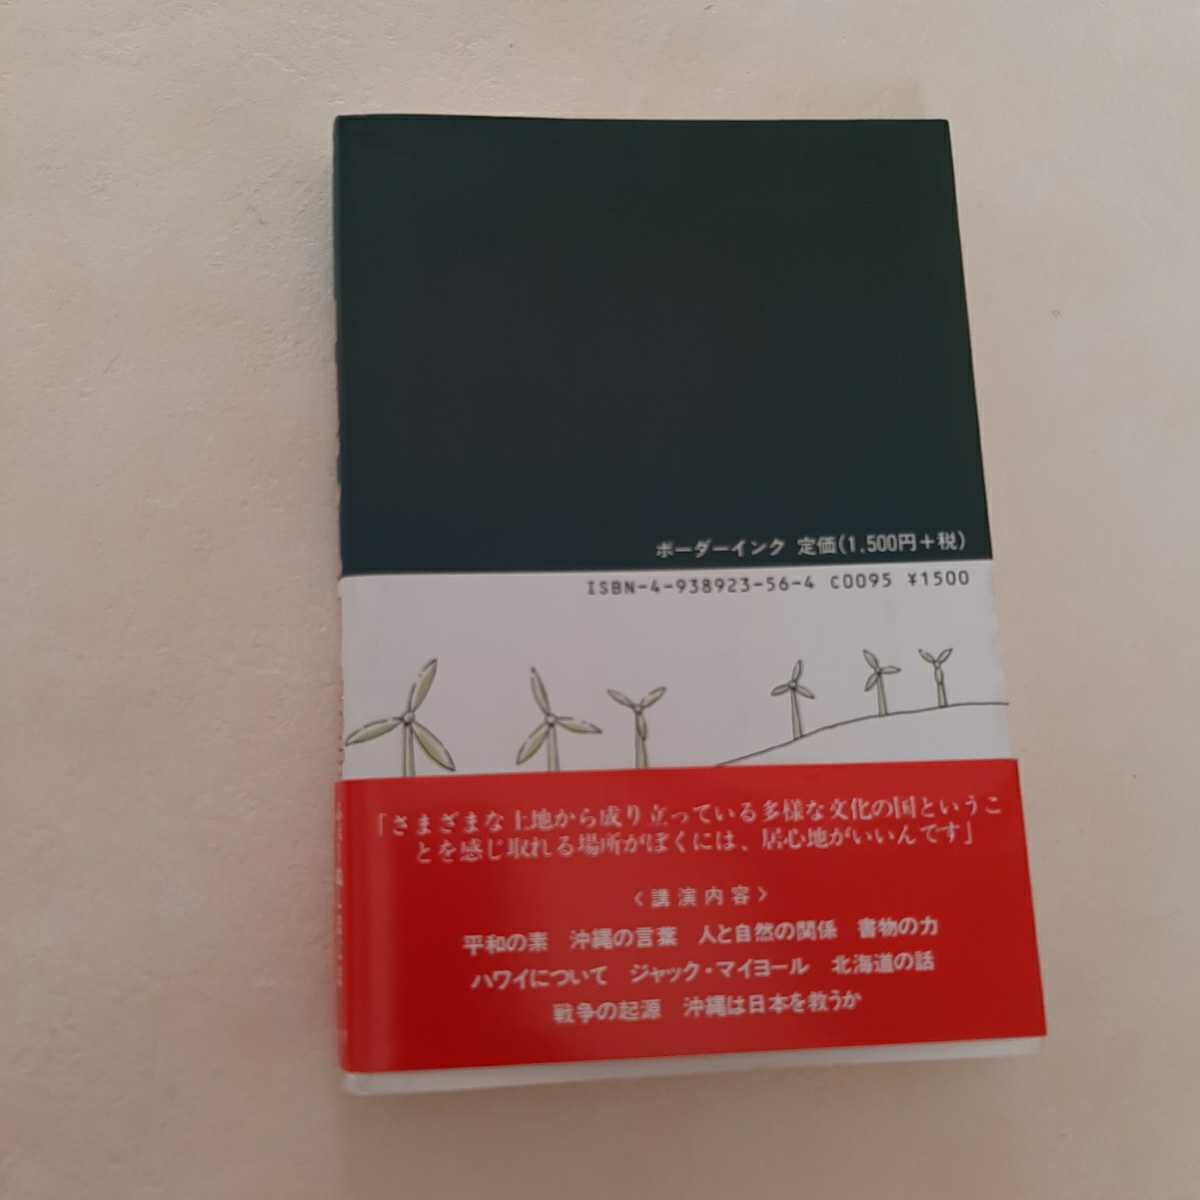 ボーダーインク 定価(1,500円+税)
ISBN-4-938923-56-4 C0095 ¥1500
「さまざまな土地から成り立っている多様な文化の国というこ
とを感じ取れる場所がぼくには、居心地がいいんです」
〈講演内容〉
平和の素 沖縄の言葉 人と自然の関係 書物の力
ハワイについて ジャック・マイヨール 北海道の話
戦争の起源 沖縄は日本を救うか